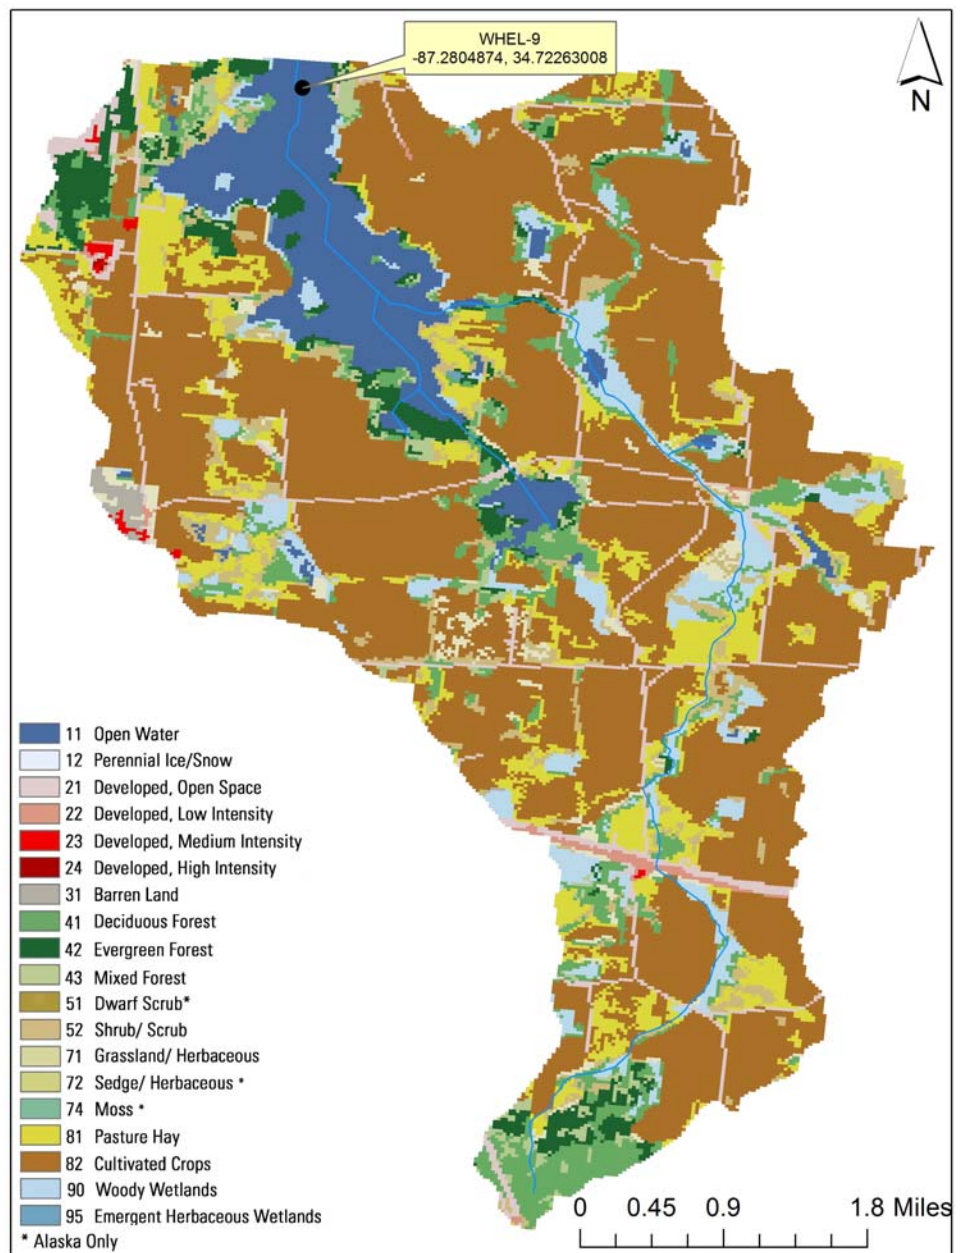 WHEL-9
-87.2804874, 34.72263008
N
11 Open Water
12 Perennial Ice/Snow
21 Developed, Open Space
22 Developed, Low Intensity
23 Developed, Medium Intensity
24 Developed, High Intensity
31 Barren Land
41 Deciduous Forest
42 Evergreen Forest
43 Mixed Forest
51 Dwarf Scrub*
52 Shrub/ Scrub
71 Grassland/ Herbaceous
72 Sedge/ Herbaceous *
74 Moss *
81 Pasture Hay
82 Cultivated Crops
90 Woody Wetlands
95 Emergent Herbaceous Wetlands
* Alaska Only
0 0.45 0.9 1.8 Miles